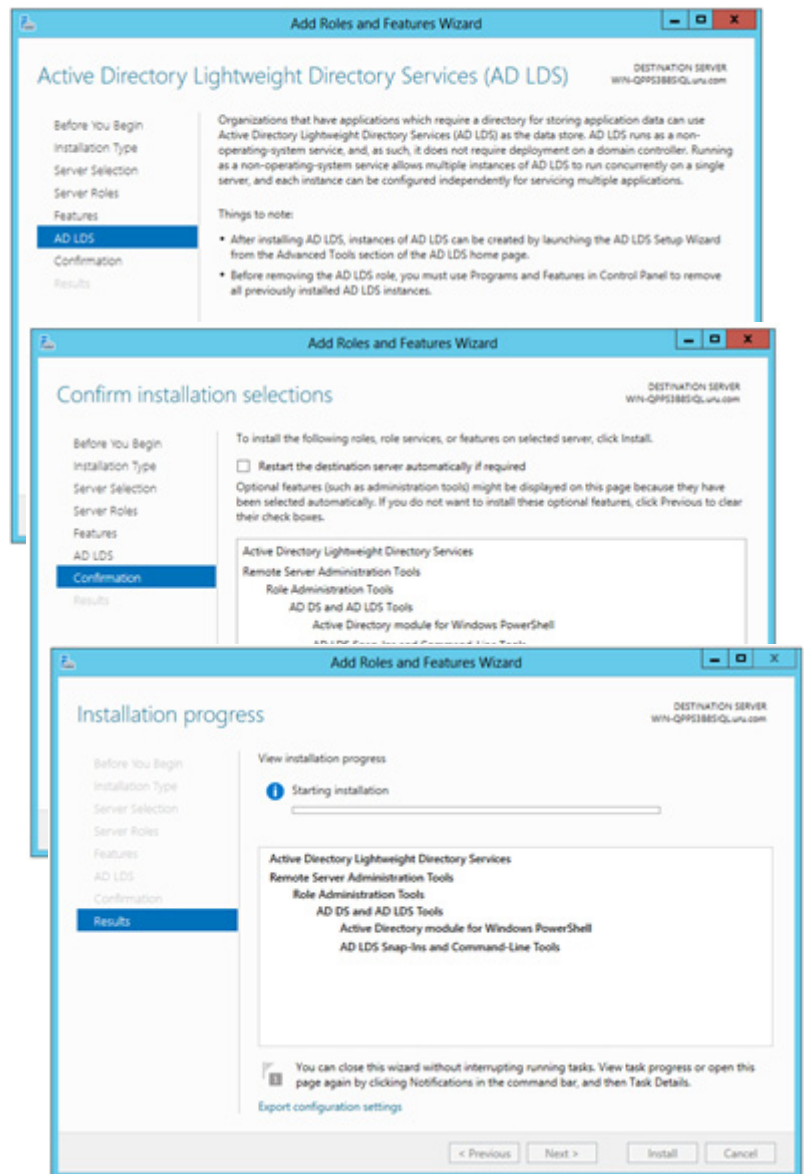 Add Roles and Features Wizard
Active Directory Lightweight Directory Services (AD LDS)
DESTINATION SERVER
Before You Begin
Installation Type
Server Selection
Server Roles
Features
AD LDS
Confirmation
Results
Organizations that have applications which require a directory for storing application data can use
Active Directory Lightweight Directory Services (AD LDS) as the data store. AD LDS runs as a non-
operating-system service, and, as such, it does not require deployment on a domain controller. Running
as a non-operating-system service allows multiple instances of AD LDS to run concurrently on a single
server, and each instance can be configured independently for servicing multiple applications.
Things to note:
• After installing AD LDS, instances of AD LDS can be created by launching the AD LDS Setup Wizard
from the Advanced Tools section of the AD LDS home page.
• Before removing the AD LDS role, you must use Programs and Features in Control Panel to remove
all previously installed AD LDS instances.
Add Roles and Features Wizard
Confirm installation selections
DESTINATION SERVER
Before You Begin
Installation Type
Server Selection
Server Roles
Features
AD LDS
Confirmation
Results
To install the following roles, role services, or features on selected server, click Install.
Restart the destination server automatically if required
Optional features (such as administration tools) might be displayed on this page because they have
been selected automatically. If you do not want to install these optional features, click Previous to clear
their check boxes.
Active Directory Lightweight Directory Services
Remote Server Administration Tools
Role Administration Tools
AD DS and AD LDS Tools
Active Directory module for Windows PowerShell
AD LDS Snap-Ins and Command-Line Tools
Add Roles and Features Wizard
Installation progress
DESTINATION SERVER
Before You Begin
Installation Type
Server Selection
Server Roles
Features
AD LDS
Confirmation
Results
View installation progress
Starting installation
Active Directory Lightweight Directory Services
Remote Server Administration Tools
Role Administration Tools
AD DS and AD LDS Tools
Active Directory module for Windows PowerShell
AD LDS Snap-Ins and Command-Line Tools
You can close this wizard without interrupting running tasks. View task progress or open this
page again by clicking Notifications in the command bar, and then Task Details.
Export configuration settings
< Previous
Next >
Install
Cancel